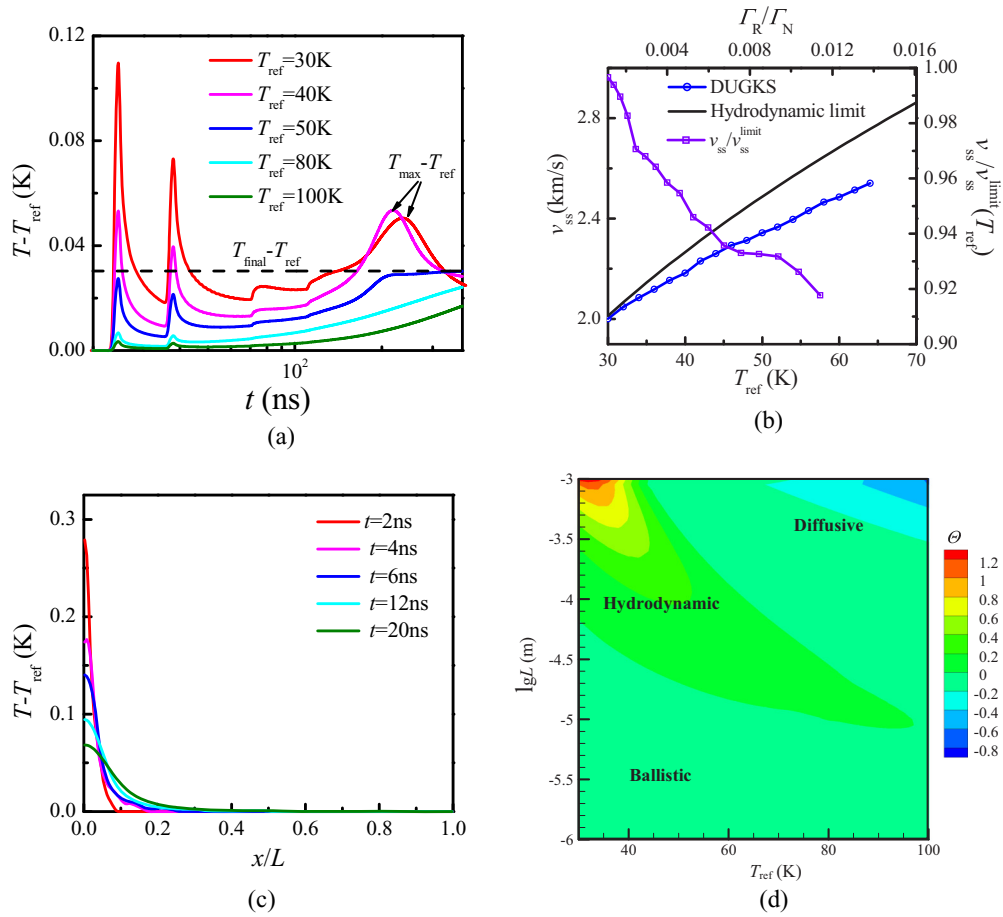 0.12
0.08
0.04
0.00
T-T_ref (K)
T_ref=30K
T_ref=40K
T_ref=50K
T_ref=80K
T_ref=100K
T_max-T_ref
T_final-T_ref
10^2
t (ns)
(a)
Γ_R/Γ_N
0.004 0.008 0.012 0.016
2.8
2.4
2.0
v_ss (km/s)
DUGKS
Hydrodynamic limit
v_ss/v_ss^limit
1.00
0.98
0.96
0.94
0.92
0.90
v_ss/v_ss^limit(T_ref)
30 40 50 60 70
T_ref (K)
(b)
0.3
0.2
0.1
0.0
T-T_ref (K)
t=2ns
t=4ns
t=6ns
t=12ns
t=20ns
0.0 0.2 0.4 0.6 0.8 1.0
x/L
(c)
-3
-3.5
-4
-4.5
-5
-5.5
-6
lgL (m)
Diffusive
Hydrodynamic
Ballistic
40 60 80 100
T_ref (K)
Θ
1.2
1
0.8
0.6
0.4
0.2
0
-0.2
-0.4
-0.6
-0.8
(d)